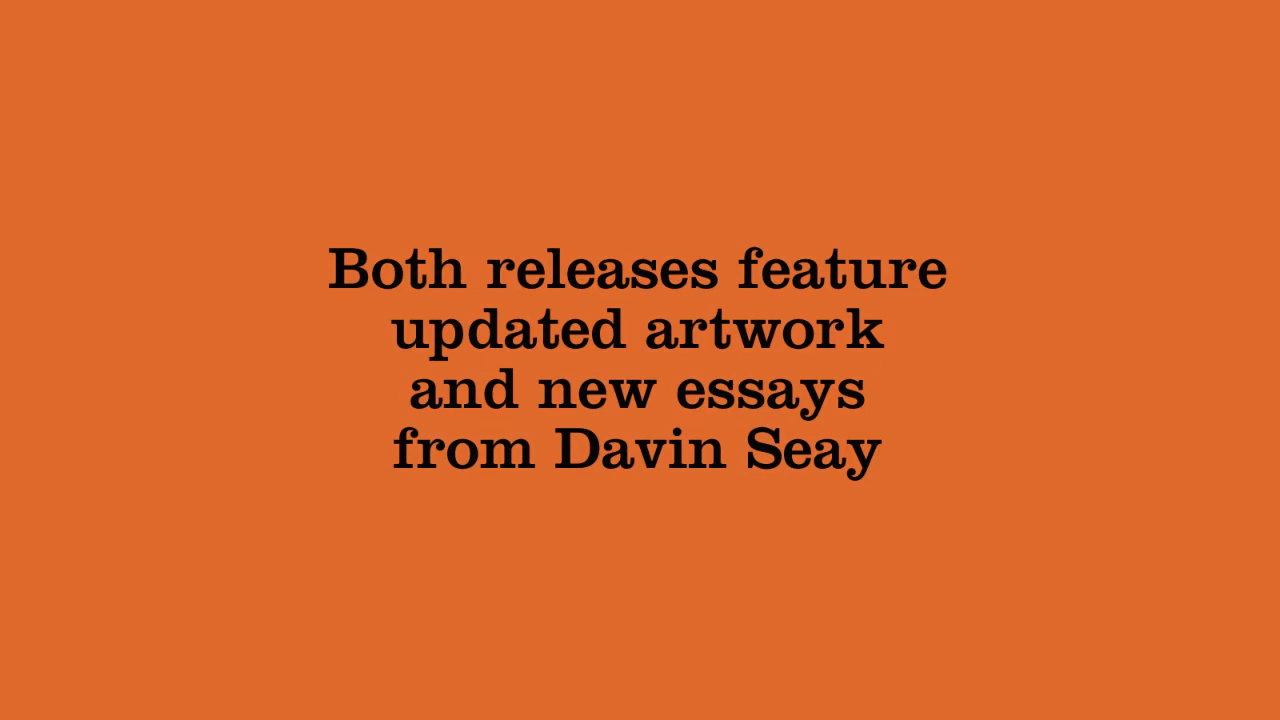 Both releases feature
updated artwork
and new essays
from Davin Seay